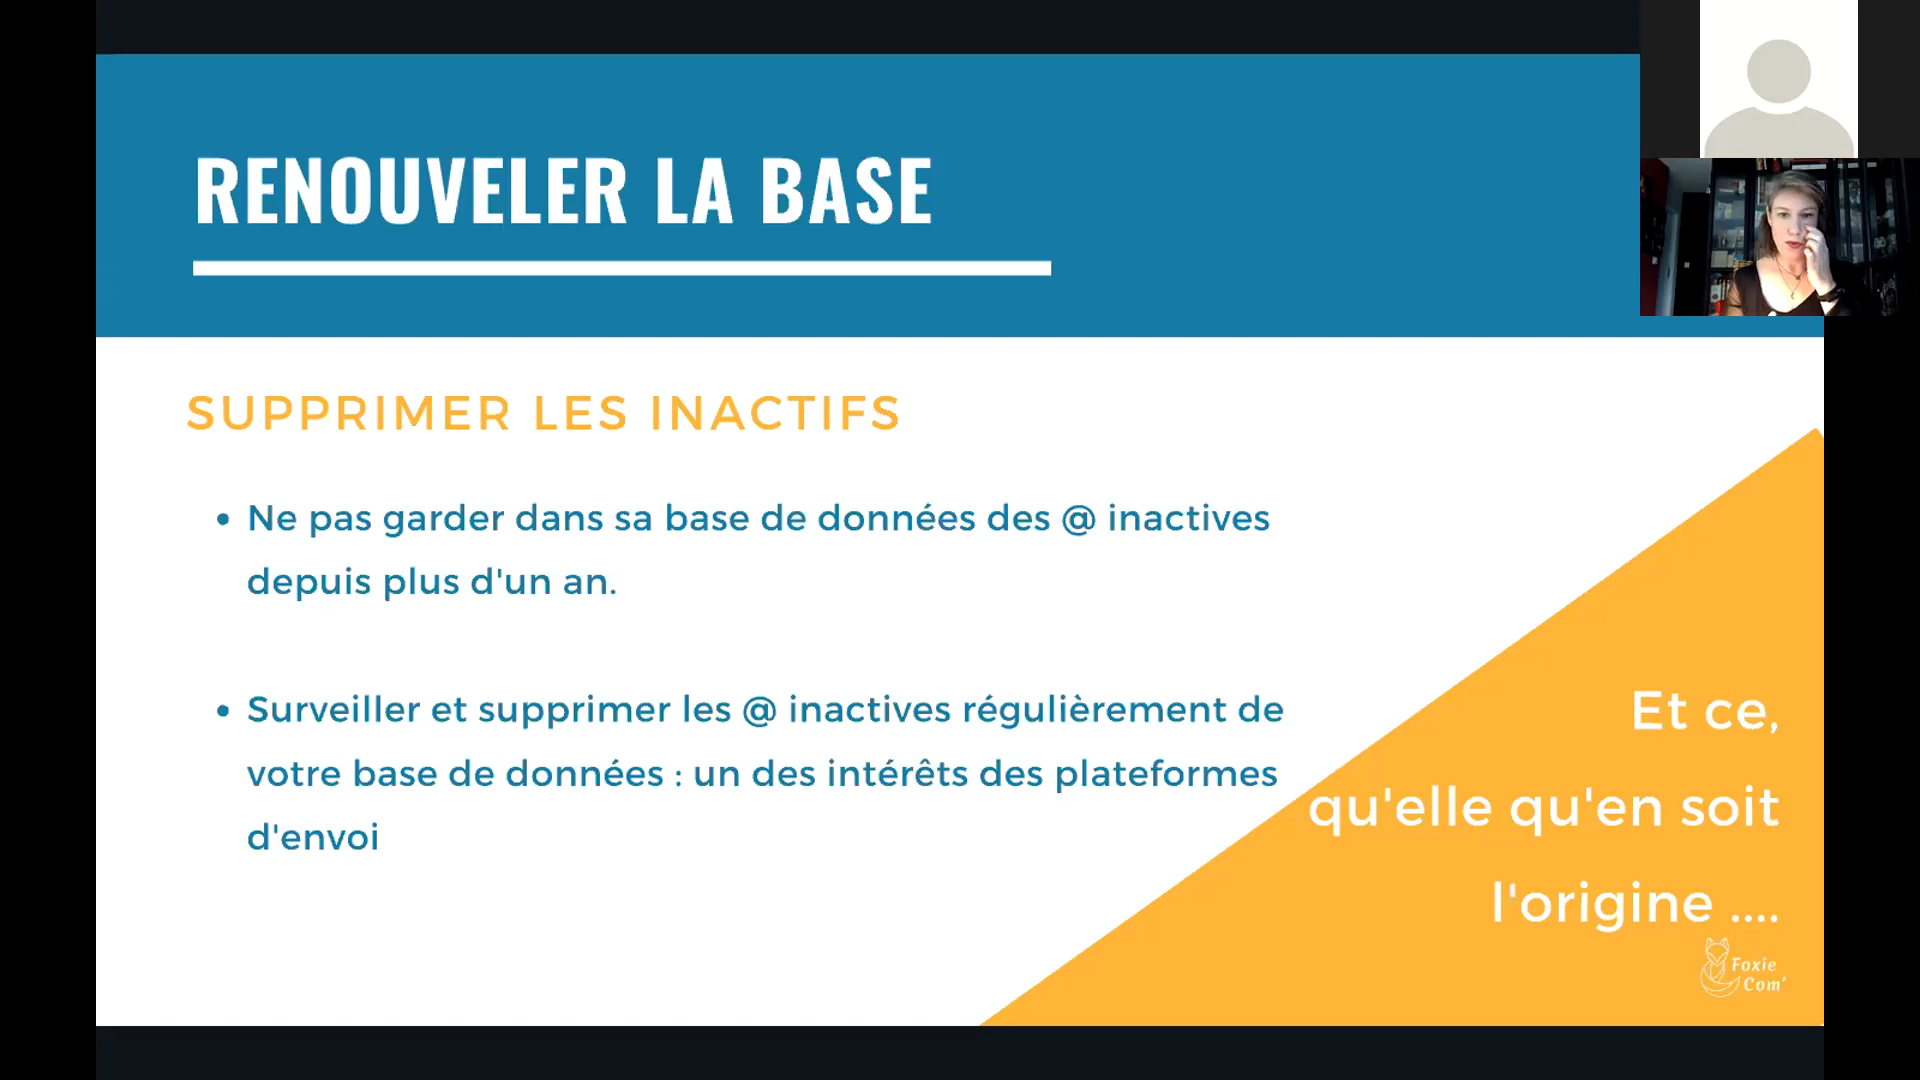 RENOUVELER LA BASE
SUPPRIMER LES INACTIFS
• Ne pas garder dans sa base de données des @ inactives
depuis plus d'un an.
• Surveiller et supprimer les @ inactives régulièrement de
votre base de données : un des intérêts des plateformes
d'envoi
Et ce,
qu'elle qu'en soit
l'origine ....
Foxie
Com'